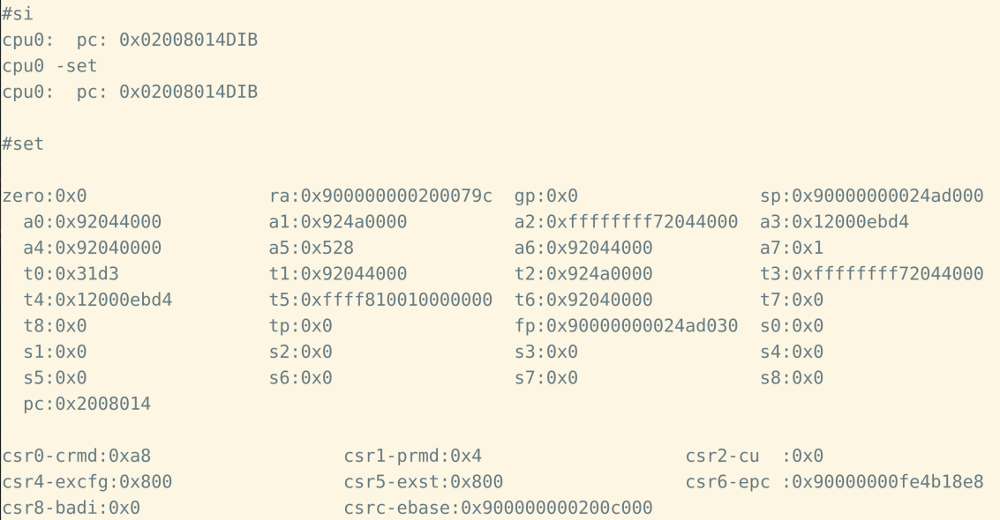 #si
cpu0:  pc: 0x02008014DIB
cpu0 -set
cpu0:  pc: 0x02008014DIB
#set
zero:0x0 ra:0x900000000200079c gp:0x0 sp:0x90000000024ad000
a0:0x92044000 a1:0x924a0000 a2:0xffffffff72044000 a3:0x12000ebd4
a4:0x92040000 a5:0x528 a6:0x92044000 a7:0x1
t0:0x31d3 t1:0x92044000 t2:0x924a0000 t3:0xffffffff72044000
t4:0x12000ebd4 t5:0xffff810010000000 t6:0x92040000 t7:0x0
t8:0x0 tp:0x0 fp:0x90000000024ad030 s0:0x0
s1:0x0 s2:0x0 s3:0x0 s4:0x0
s5:0x0 s6:0x0 s7:0x0 s8:0x0
pc:0x2008014
csr0-crmd:0xa8 csr1-prmd:0x4 csr2-cu  :0x0
csr4-excfg:0x800 csr5-exst:0x800 csr6-epc :0x90000000fe4b18e8
csr8-badi:0x0 csrc-ebase:0x900000000200c000